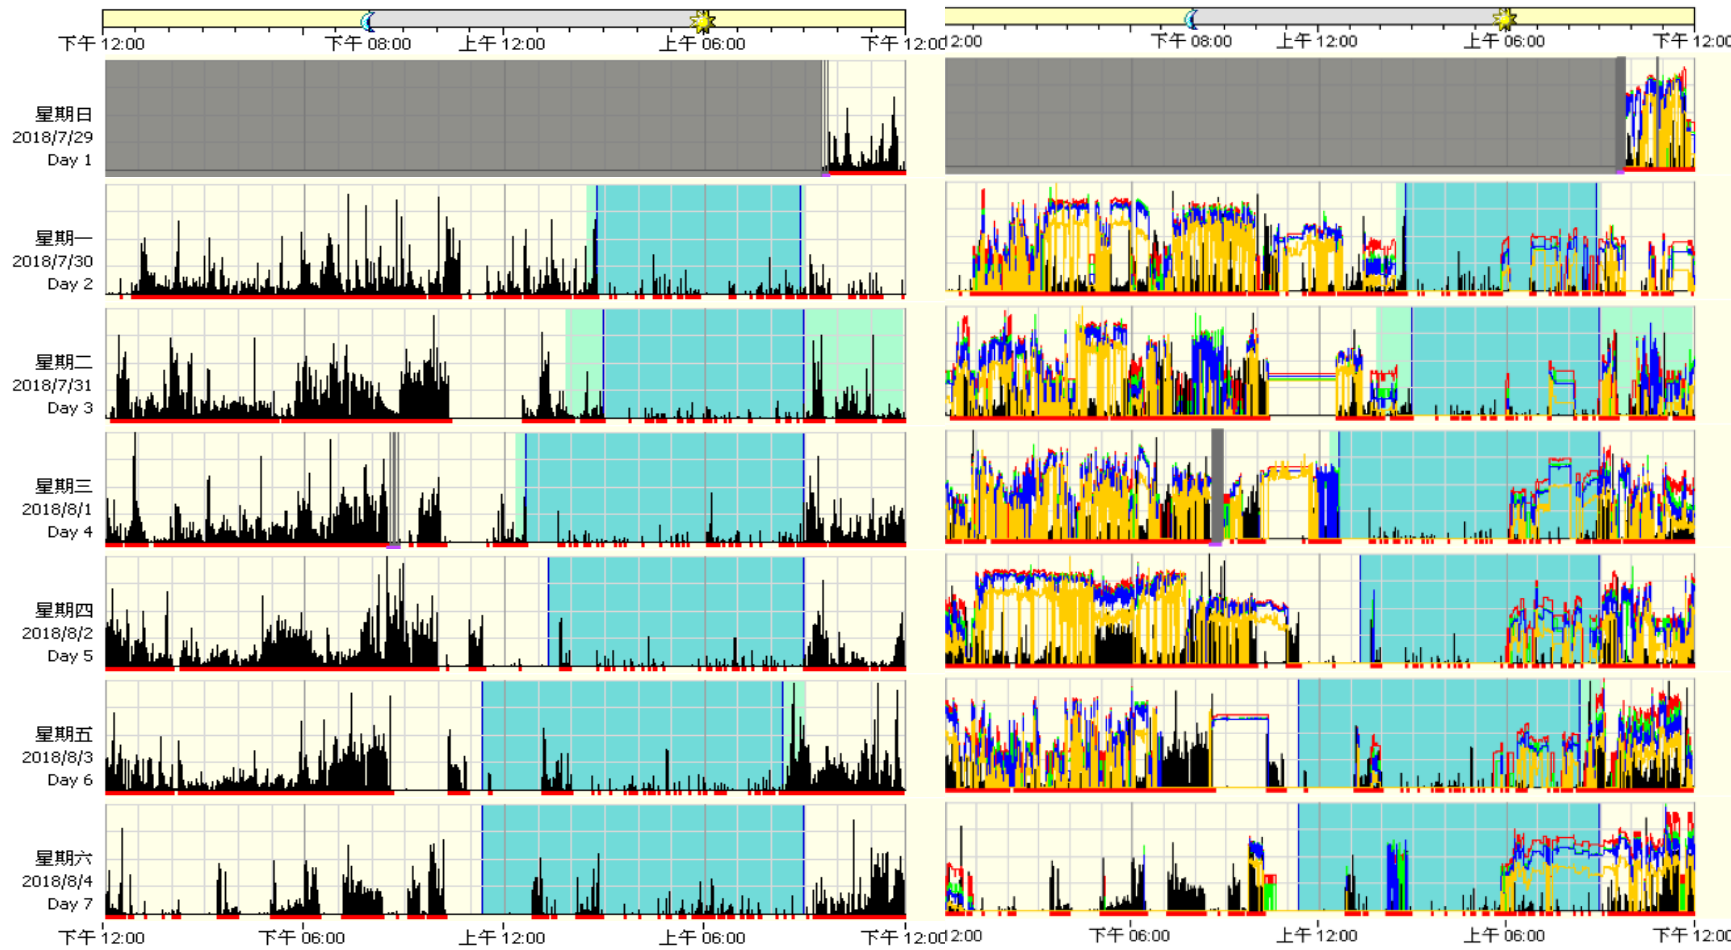 下午 12:00 下午 08:00 上午 12:00 上午 06:00 下午 12:00 12:00 下午 08:00 上午 12:00 上午 06:00 下午 12:00
星期日
2018/7/29
Day 1
星期一
2018/7/30
Day 2
星期二
2018/7/31
Day 3
星期三
2018/8/1
Day 4
星期四
2018/8/2
Day 5
星期五
2018/8/3
Day 6
星期六
2018/8/4
Day 7
下午 12:00 下午 06:00 上午 12:00 上午 06:00 下午 12:00 12:00 下午 06:00 上午 12:00 上午 06:00 下午 12:00